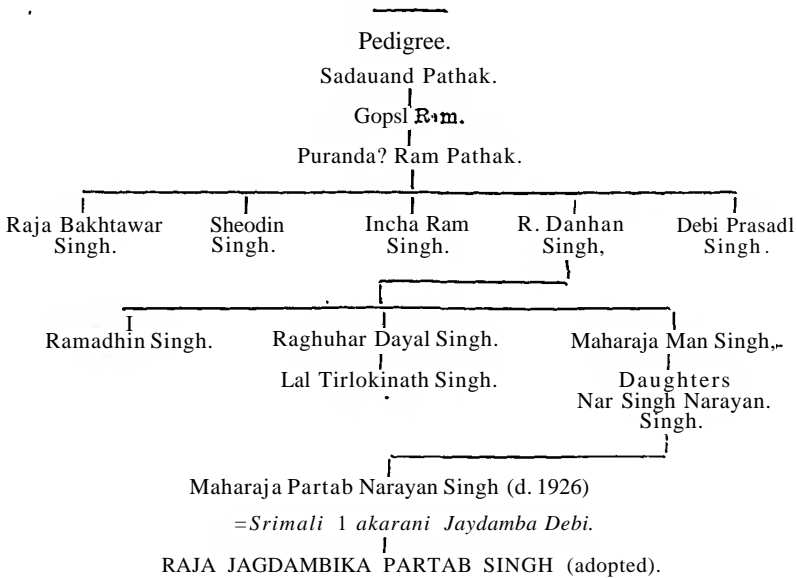 Pedigree.
Sadauand Pathak.
Gopsl Ram.
Puranda? Ram Pathak.
Raja Bakhtawar Singh.
Sheodin Singh.
Incha Ram Singh.
R. Danhan Singh,
Debi Prasadl Singh.
Ramadhin Singh.
Raghuhar Dayal Singh.
Maharaja Man Singh,
Lal Tirlokinath Singh.
Daughters
Nar Singh Narayan.
Singh.
Maharaja Partab Narayan Singh (d. 1926)
=Srimali 1 akarani Jaydamba Debi.
RAJA JAGDAMBIKA PARTAB SINGH (adopted).